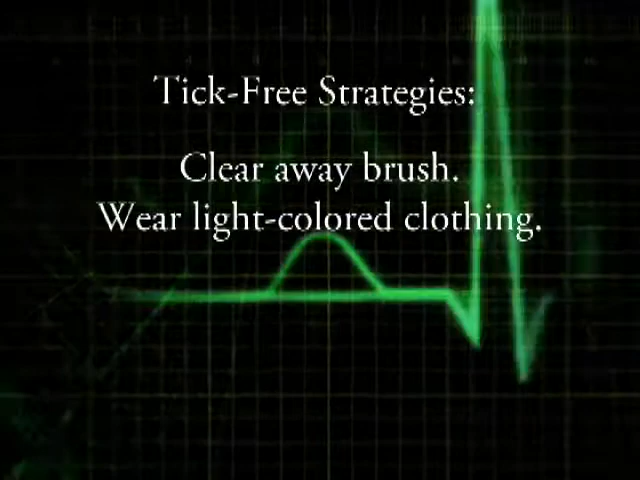 Tick-Free Strategies:
Clear away brush.
Wear light-colored clothing.